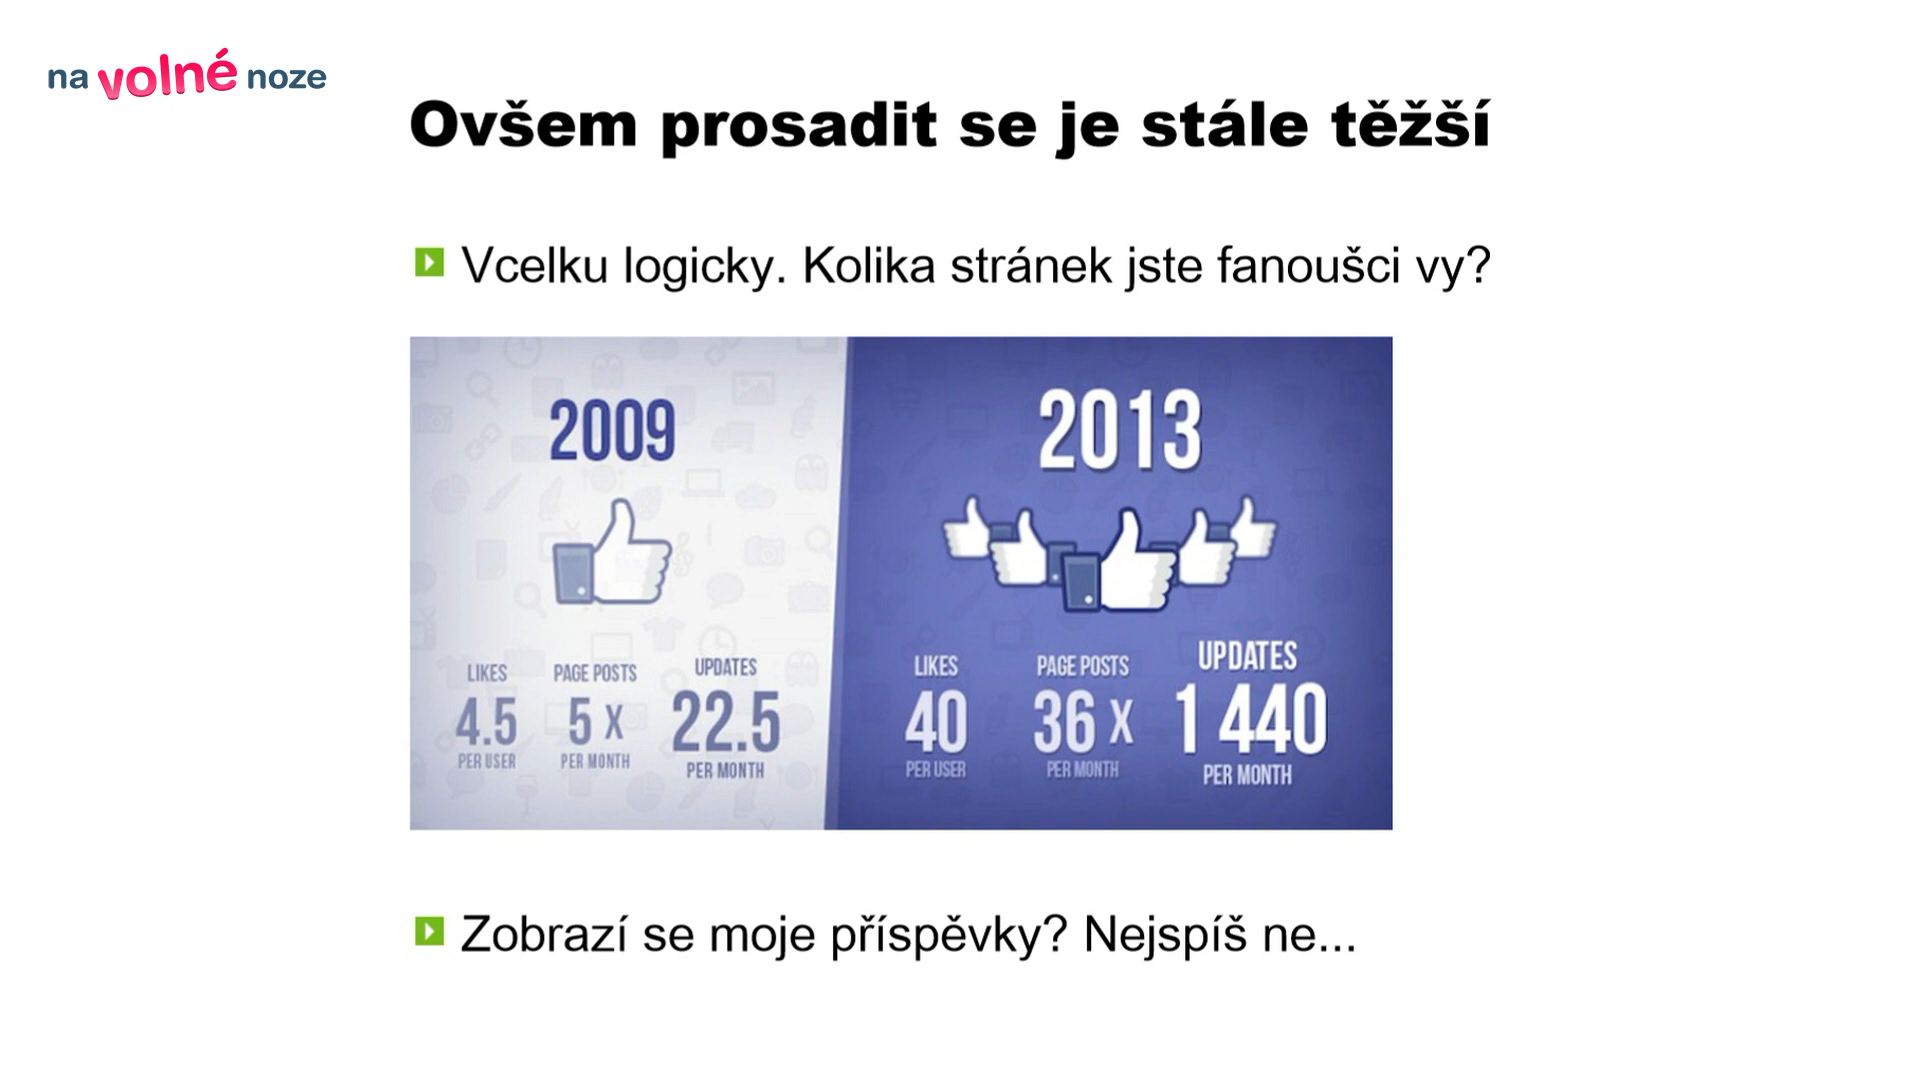 na volné noze
Ovšem prosadit se je stále těžší
Vcelku logicky. Kolika stránek jste fanoušci vy?
2009
LIKES
4.5
PER USER
PAGE POSTS
5 X
PER MONTH
UPDATES
22.5
PER MONTH
2013
LIKES
40
PER USER
PAGE POSTS
36 X
PER MONTH
UPDATES
1 440
PER MONTH
Zobrazí se moje příspěvky? Nejspíš ne...